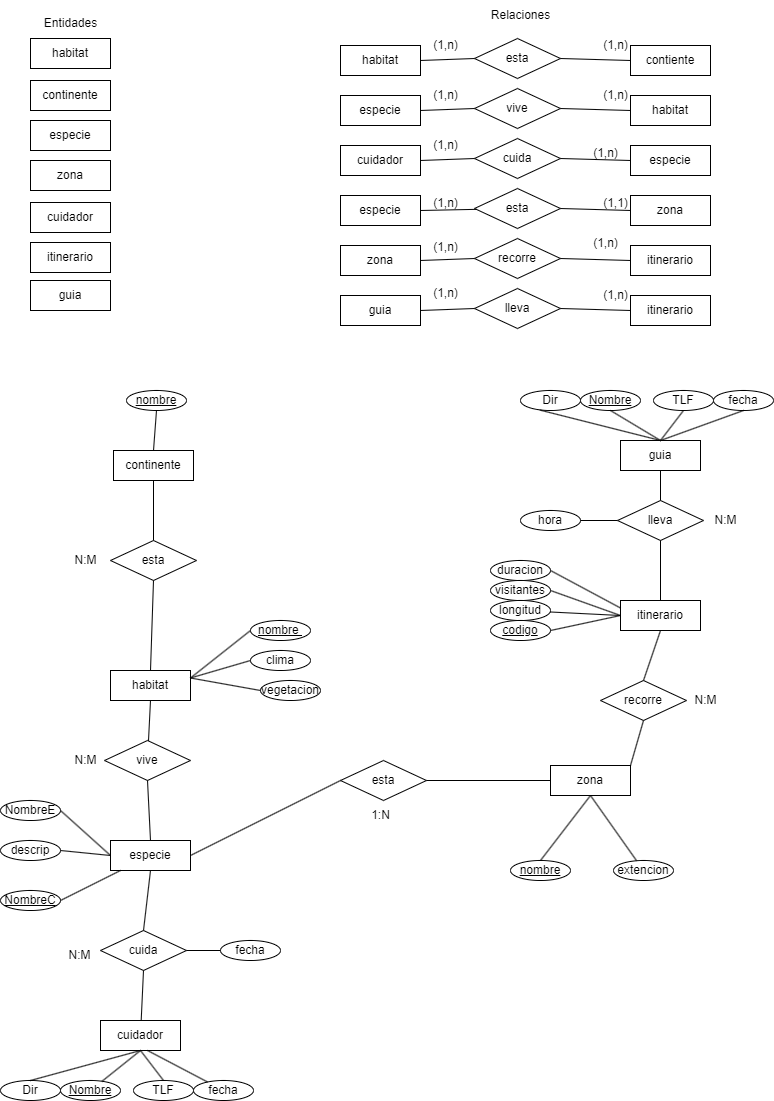 Entidades
habitat
continente
especie
zona
cuidador
itinerario
guia
Relaciones
habitat (1,n) esta (1,n) contiente
especie (1,n) vive (1,n) habitat
cuidador (1,n) cuida (1,n) especie
especie (1,n) esta (1,1) zona
zona (1,n) recorre (1,n) itinerario
guia (1,n) lleva (1,n) itinerario
nombre
continente
N:M esta
nombre
clima
vegetacion
habitat
N:M vive
NombreE
descrip
NombreC
especie
N:M cuida fecha
cuidador
Dir Nombre TLF fecha
esta
1:N
Dir Nombre TLF fecha
guia
hora lleva N:M
duracion
visitantes
longitud
codigo
itinerario
recorre N:M
zona
nombre extencion